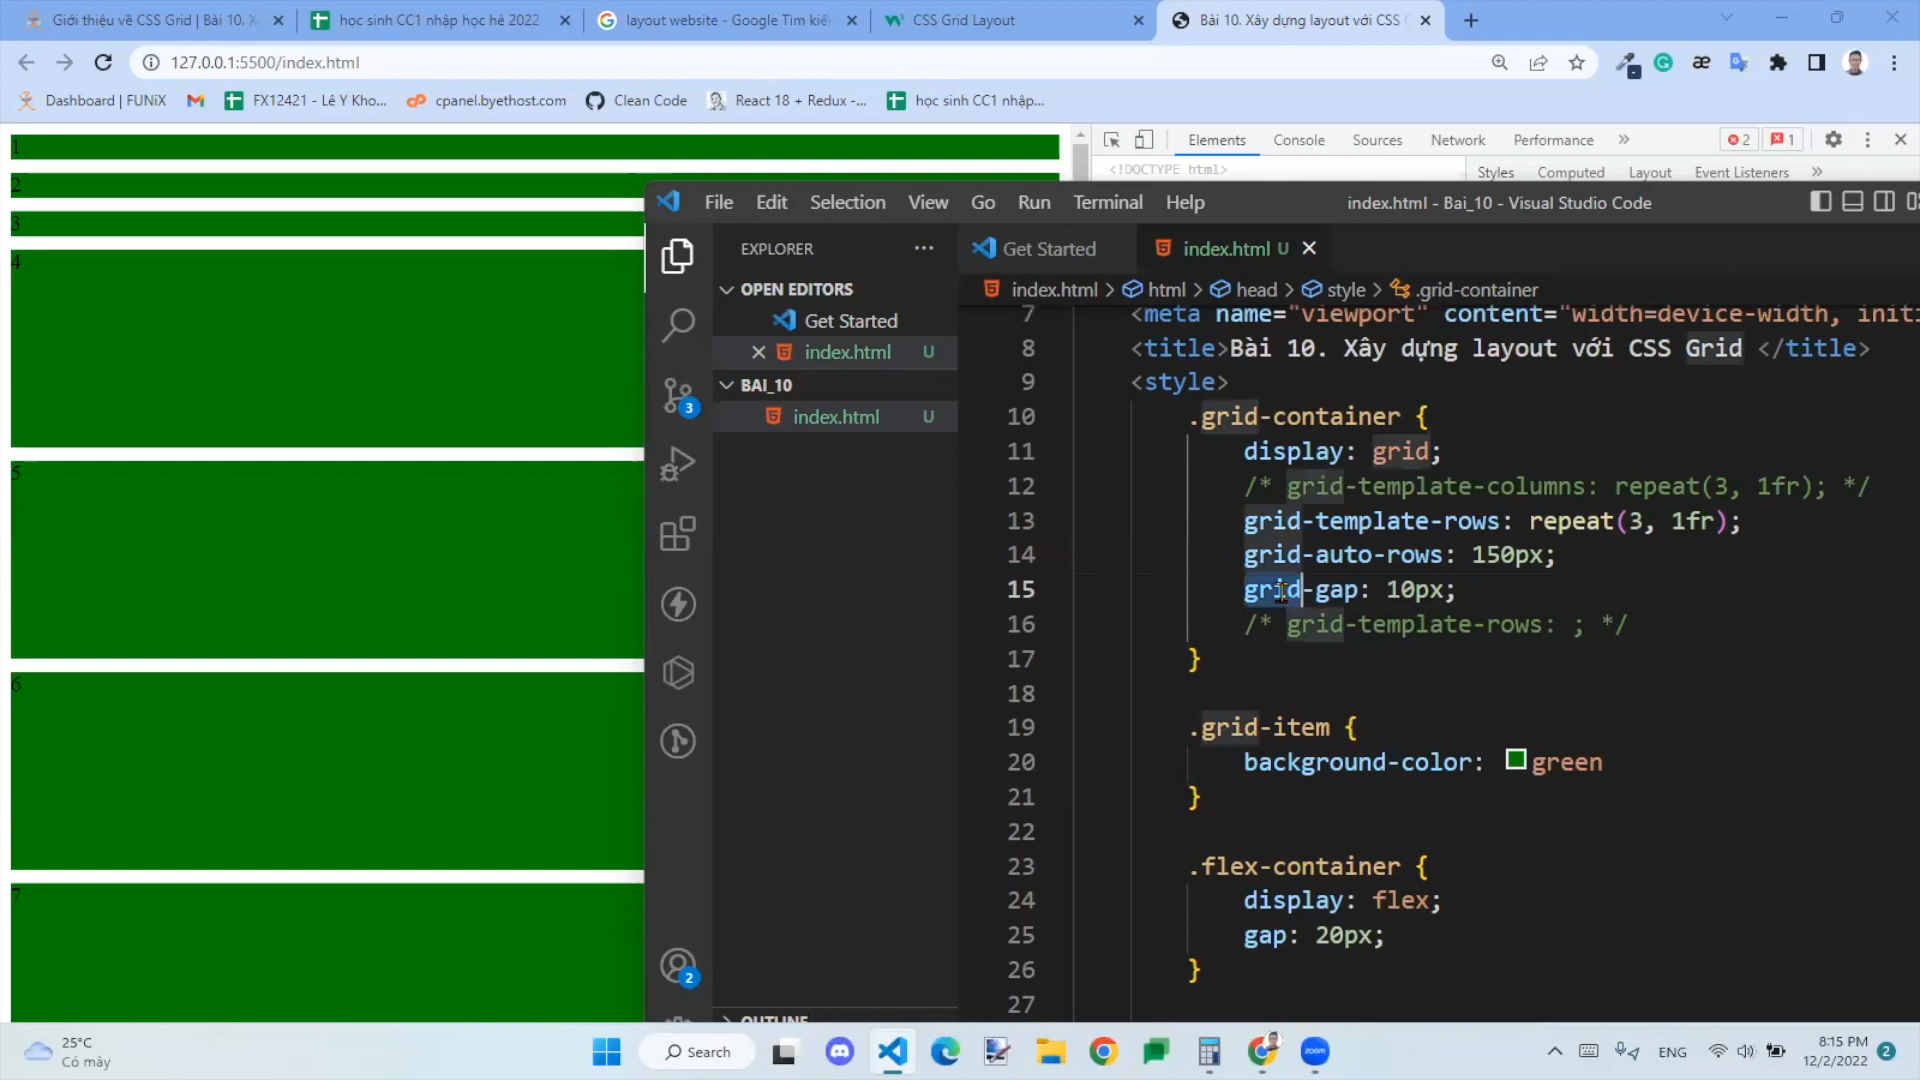 Giới thiệu về CSS Grid | Bài 10. X
học sinh CC1 nhập học hè 2022
layout website - Google Tìm kiế
CSS Grid Layout
Bài 10. Xây dựng layout với CSS
127.0.0.1:5500/index.html
Dashboard | FUNiX
FX12421 - Lê Y Kho...
cpanel.byethost.com
Clean Code
React 18 + Redux -...
học sinh CC1 nhập...
Elements Console Sources Network Performance 2 1
<!DOCTYPE html>
Styles Computed Layout Event Listeners
1
2
3
4
5
6
7
File Edit Selection View Go Run Terminal Help
index.html - Bai_10 - Visual Studio Code
EXPLORER
OPEN EDITORS
Get Started
index.html U
BAI_10
index.html U
OUTLINE
3
2
Get Started
index.html U
index.html > html > head > style > .grid-container
7 <meta name="viewport" content="width=device-width, initi
8 <title>Bài 10. Xây dựng layout với CSS Grid </title>
9 <style>
10 .grid-container {
11 display: grid;
12 /* grid-template-columns: repeat(3, 1fr); */
13 grid-template-rows: repeat(3, 1fr);
14 grid-auto-rows: 150px;
15 grid-gap: 10px;
16 /* grid-template-rows: ; */
17 }
18
19 .grid-item {
20 background-color: green
21 }
22
23 .flex-container {
24 display: flex;
25 gap: 20px;
26 }
27
25°C
Có mây
Search
zoom
ENG
8:15 PM
12/2/2022
2